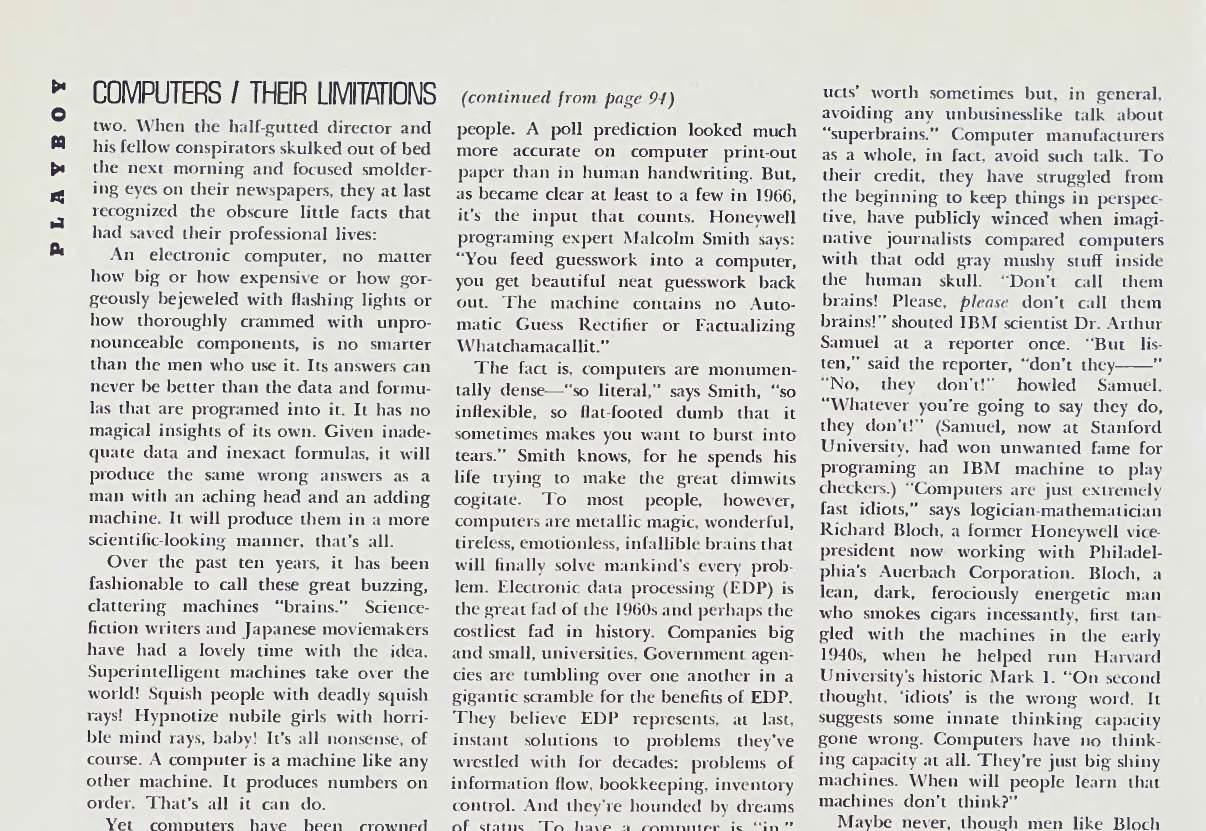 PLAYBOY
COMPUTERS / THEIR LIMITATIONS
(continued from page 94)
two. When the half-gutted director and
his fellow conspirators skulked out of bed
the next morning and focused smolder-
ing eyes on their newspapers, they at last
recognized the obscure little facts that
had saved their professional lives:
An electronic computer, no matter
how big or how expensive or how gor-
geously bejeweled with flashing lights or
how thoroughly crammed with unpro-
nounceable components, is no smarter
than the men who use it. Its answers can
never be better than the data and formu-
las that are programed into it. It has no
magical insights of its own. Given inade-
quate data and inexact formulas, it will
produce the same wrong answers as a
man with an aching head and an adding
machine. It will produce them in a more
scientific-looking manner, that's all.
Over the past ten years, it has been
fashionable to call these great buzzing,
clattering machines "brains." Science-
fiction writers and Japanese moviemakers
have had a lovely time with the idea.
Superintelligent machines take over the
world! Squish people with deadly squish
rays! Hypnotize nubile girls with horri-
ble mind rays, baby! It's all nonsense, of
course. A computer is a machine like any
other machine. It produces numbers on
order. That's all it can do.
Yet computers have been crowned
people. A poll prediction looked much
more accurate on computer print-out
paper than in human handwriting. But,
as became clear at least to a few in 1966,
it's the input that counts. Honeywell
programing expert Malcolm Smith says:
"You feed guesswork into a computer,
you get beautiful neat guesswork back
out. The machine contains no Auto-
matic Guess Rectifier or Factualizing
Whatchamacallit."
The fact is, computers are monumen-
tally dense—"so literal," says Smith, "so
inflexible, so flat-footed dumb that it
sometimes makes you want to burst into
tears." Smith knows, for he spends his
life trying to make the great dimwits
cogitate. To most people, however,
computers are metallic magic, wonderful,
tireless, emotionless, infallible brains that
will finally solve mankind's every prob-
lem. Electronic data processing (EDP) is
the great fad of the 1960s and perhaps the
costliest fad in history. Companies big
and small, universities, Government agen-
cies are tumbling over one another in a
gigantic scramble for the benefits of EDP.
They believe EDP represents, at last,
instant solutions to problems they've
wrestled with for decades: problems of
information flow, bookkeeping, inventory
control. And they're hounded by dreams
of status. To have a computer is "in."
ucts' worth sometimes but, in general,
avoiding any unbusinesslike talk about
"superbrains." Computer manufacturers
as a whole, in fact, avoid such talk. To
their credit, they have struggled from
the beginning to keep things in perspec-
tive, have publicly winced when imagi-
native journalists compared computers
with that odd gray mushy stuff inside
the human skull. "Don't call them
brains! Please, please don't call them
brains!" shouted IBM scientist Dr. Arthur
Samuel at a reporter once. "But lis-
ten," said the reporter, "don't they——"
"No, they don't!" howled Samuel.
"Whatever you're going to say they do,
they don't!" (Samuel, now at Stanford
University, had won unwanted fame for
programing an IBM machine to play
checkers.) "Computers are just extremely
fast idiots," says logician-mathematician
Richard Bloch, a former Honeywell vice-
president now working with Philadel-
phia's Auerbach Corporation. Bloch, a
lean, dark, ferociously energetic man
who smokes cigars incessantly, first tan-
gled with the machines in the early
1940s, when he helped run Harvard
University's historic Mark 1. "On second
thought, 'idiots' is the wrong word. It
suggests some innate thinking capacity
gone wrong. Computers have no think-
ing capacity at all. They're just big shiny
machines. When will people learn that
machines don't think?"
Maybe never, though men like Bloch